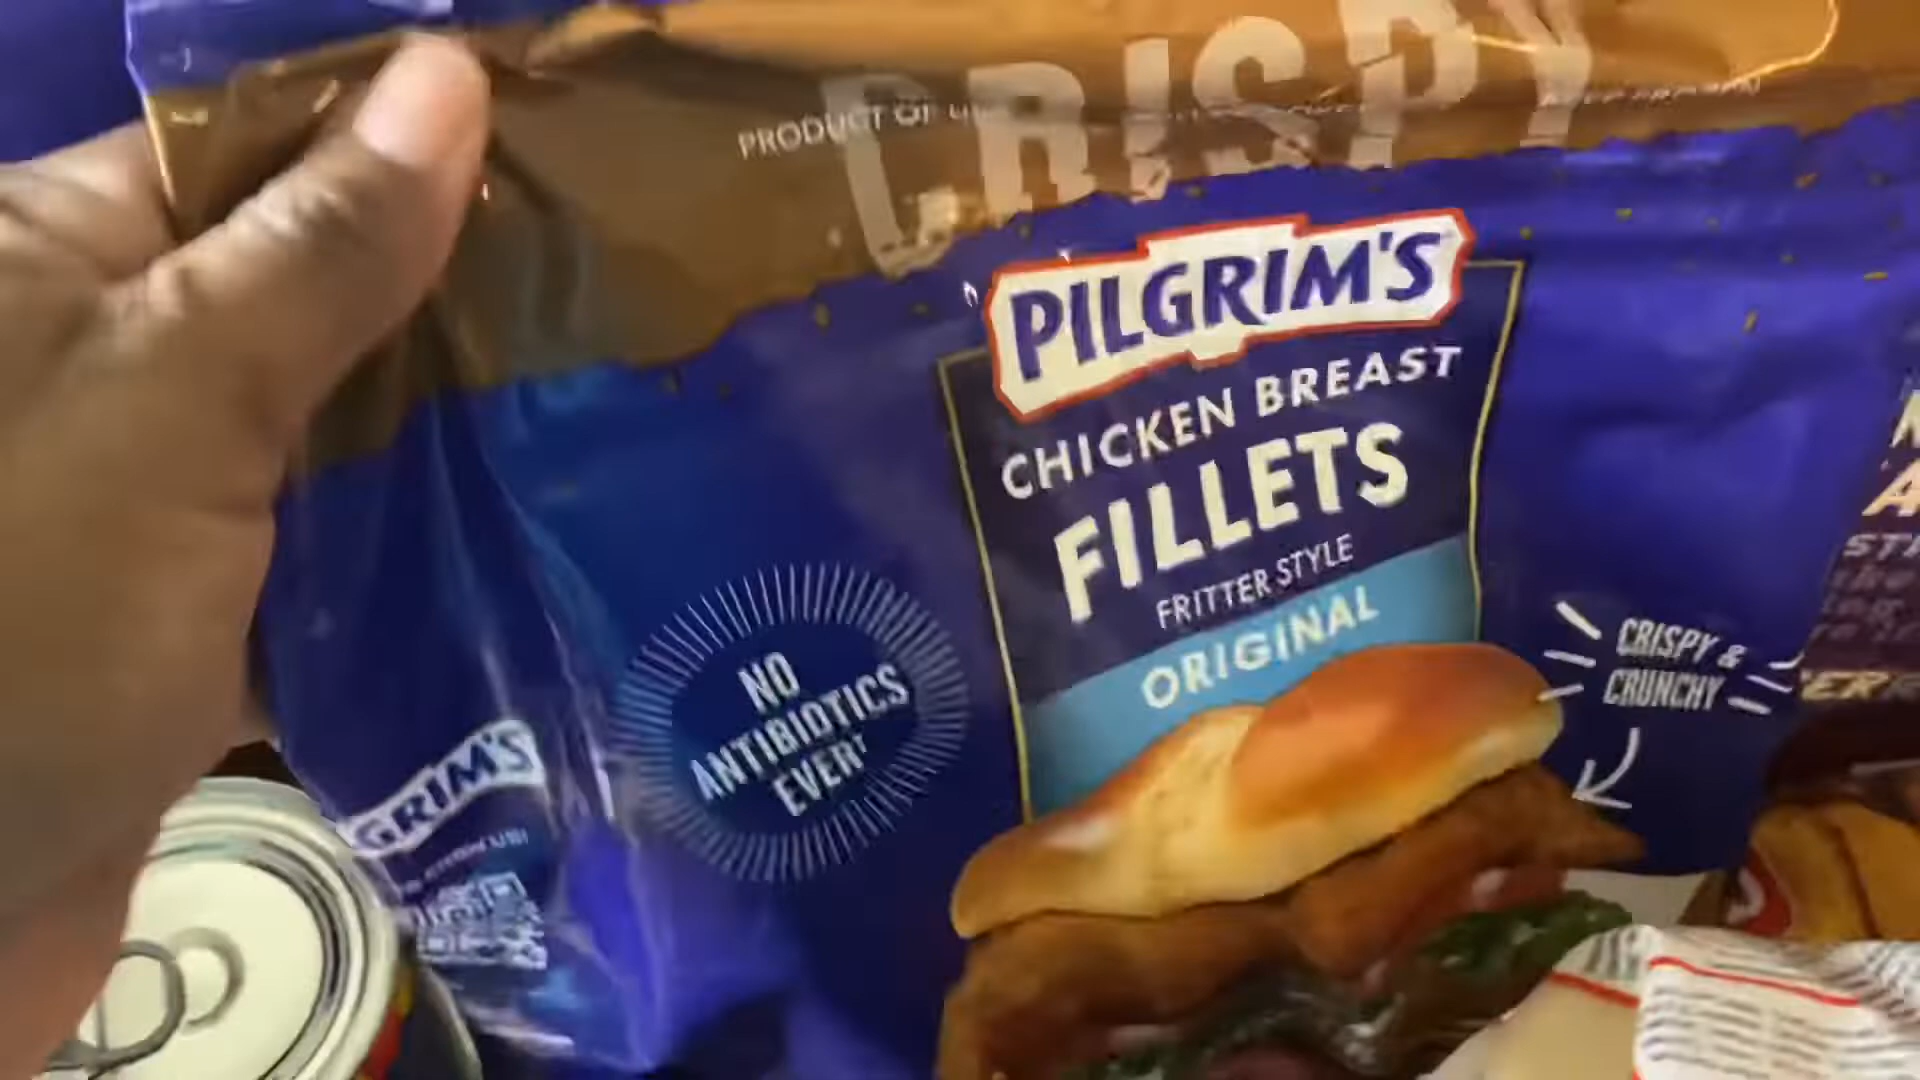 CRISPY
PRODUCT OF
PILGRIM'S
CHICKEN BREAST
FILLETS
FRITTER STYLE
ORIGINAL
NO
ANTIBIOTICS
EVER†
CRISPY &
CRUNCHY
GRIM'S